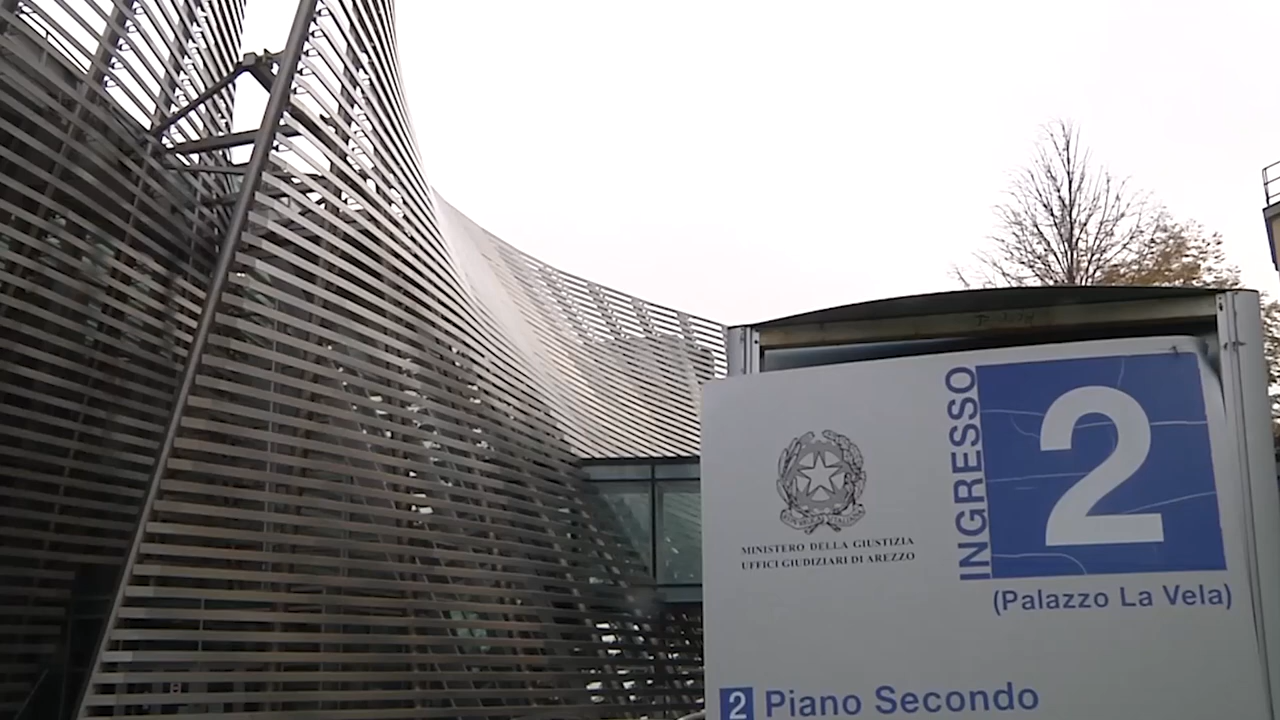 INGRESSO
2
MINISTERO DELLA GIUSTIZIA
UFFICI GIUDIZIARI DI AREZZO
(Palazzo La Vela)
2 Piano Secondo